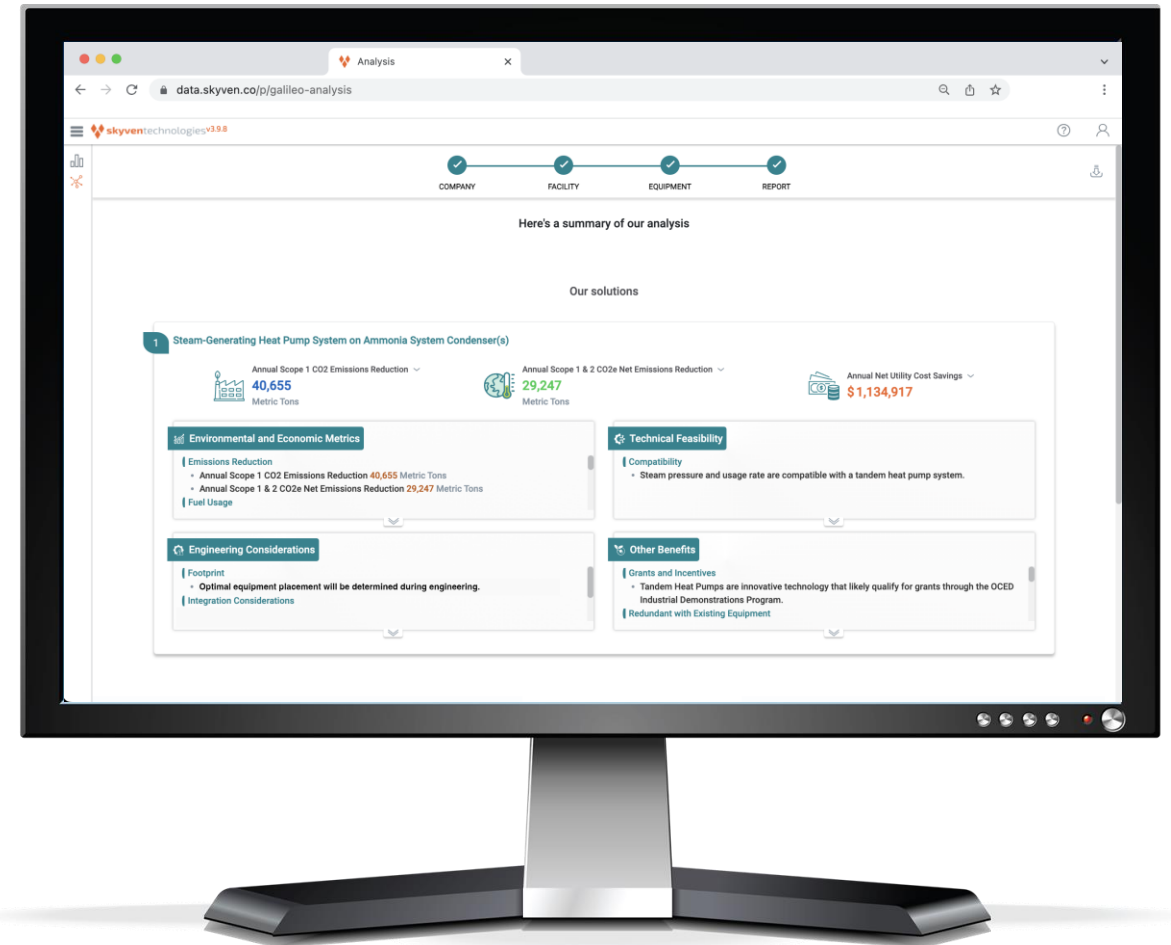 Analysis
data.skyven.co/p/galileo-analysis
skyventechnologies v3.9.8
COMPANY FACILITY EQUIPMENT REPORT
Here's a summary of our analysis
Our solutions
1 Steam-Generating Heat Pump System on Ammonia System Condenser(s)
Annual Scope 1 CO2 Emissions Reduction
40,655
Metric Tons
Annual Scope 1 & 2 CO2e Net Emissions Reduction
29,247
Metric Tons
Annual Net Utility Cost Savings
$ 1,134,917
Environmental and Economic Metrics
Emissions Reduction
• Annual Scope 1 CO2 Emissions Reduction 40,655 Metric Tons
• Annual Scope 1 & 2 CO2e Net Emissions Reduction 29,247 Metric Tons
Fuel Usage
Technical Feasibility
Compatibility
• Steam pressure and usage rate are compatible with a tandem heat pump system.
Engineering Considerations
Footprint
• Optimal equipment placement will be determined during engineering.
Integration Considerations
Other Benefits
Grants and Incentives
• Tandem Heat Pumps are innovative technology that likely qualify for grants through the OCED
Industrial Demonstrations Program.
Redundant with Existing Equipment